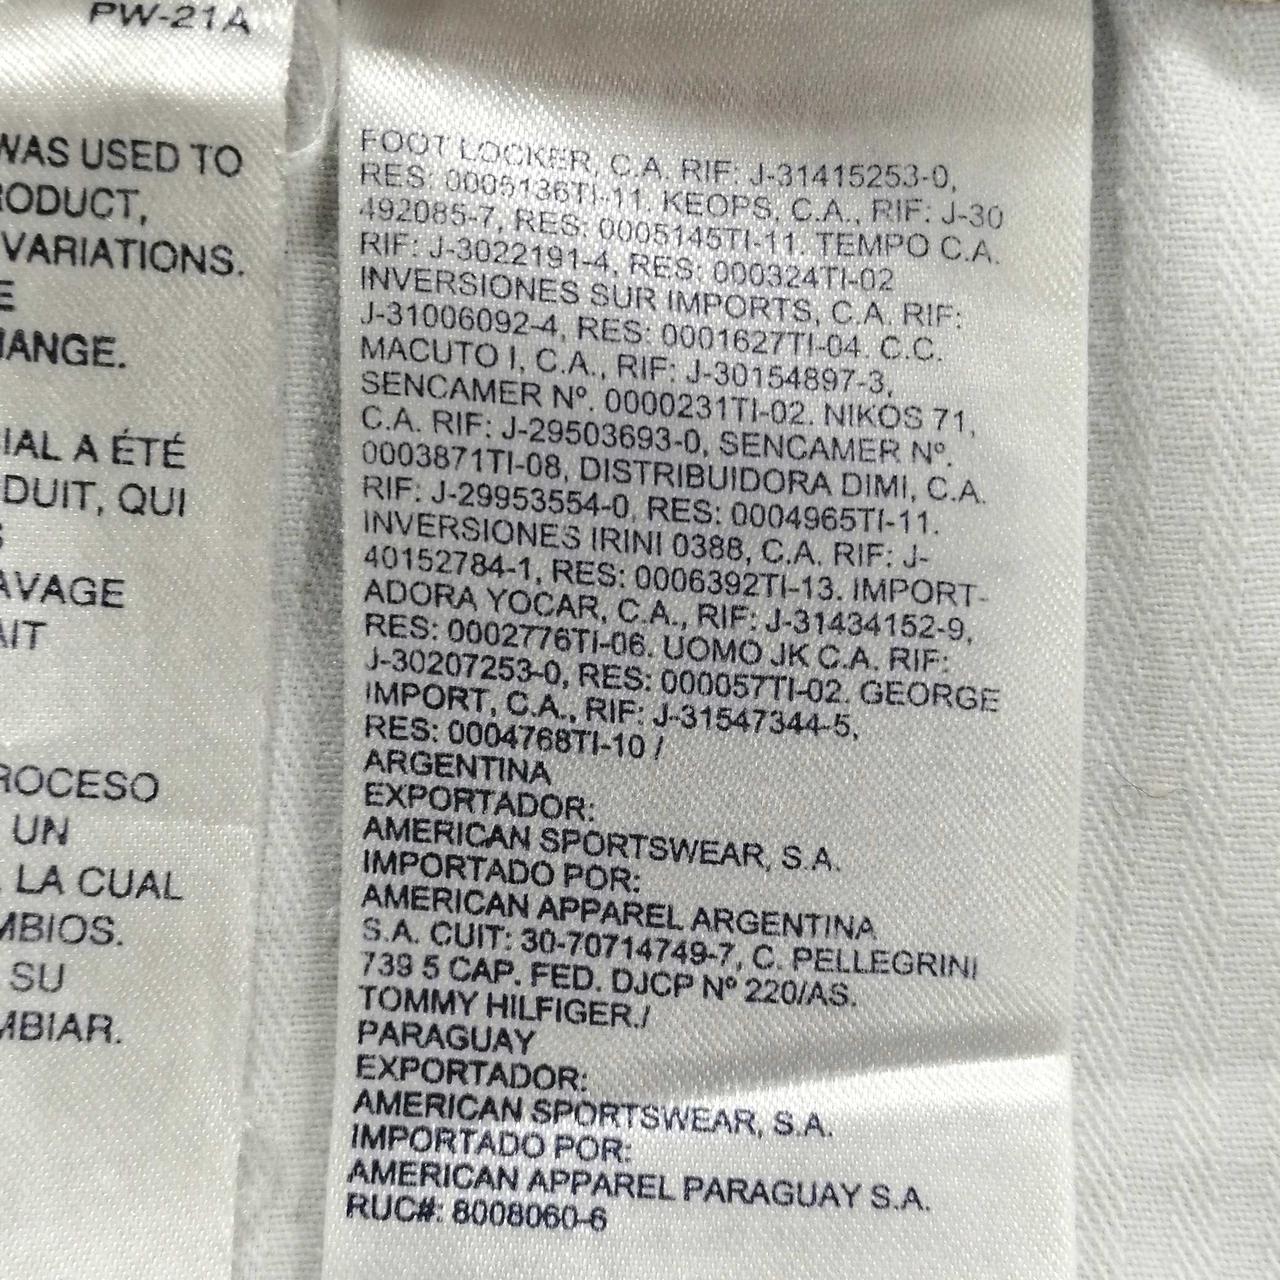 PW-21A
WAS USED TO
RODUCT,
VARIATIONS.
E
HANGE.
IAL A ÉTÉ
DUIT, QUI
S
AVAGE
AIT
ROCESO
UN
LA CUAL
MBIOS.
SU
MBIAR.
FOOT LOCKER, C.A. RIF: J-31415253-0,
RES: 0005136TI-11. KEOPS, C.A., RIF: J-30
492085-7, RES: 0005145TI-11. TEMPO C.A.
RIF: J-3022191-4, RES: 000324TI-02
INVERSIONES SUR IMPORTS, C.A. RIF:
J-31006092-4, RES: 0001627TI-04. C.C.
MACUTO I, C.A., RIF: J-30154897-3,
SENCAMER Nº. 0000231TI-02. NIKOS 71,
C.A. RIF: J-29503693-0, SENCAMER Nº.
0003871TI-08, DISTRIBUIDORA DIMI, C.A.
RIF: J-29953554-0, RES: 0004965TI-11.
INVERSIONES IRINI 0388, C.A. RIF: J-
40152784-1, RES: 0006392TI-13. IMPORT-
ADORA YOCAR, C.A., RIF: J-31434152-9,
RES: 0002776TI-06. UOMO JK C.A. RIF:
J-30207253-0, RES: 000057TI-02. GEORGE
IMPORT, C.A., RIF: J-31547344-5,
RES: 0004768TI-10 /
ARGENTINA
EXPORTADOR:
AMERICAN SPORTSWEAR, S.A.
IMPORTADO POR:
AMERICAN APPAREL ARGENTINA
S.A. CUIT: 30-70714749-7, C. PELLEGRINI
739 5 CAP. FED. DJCP Nº 220/AS.
TOMMY HILFIGER./
PARAGUAY
EXPORTADOR:
AMERICAN SPORTSWEAR, S.A.
IMPORTADO POR:
AMERICAN APPAREL PARAGUAY S.A.
RUC#: 8008060-6